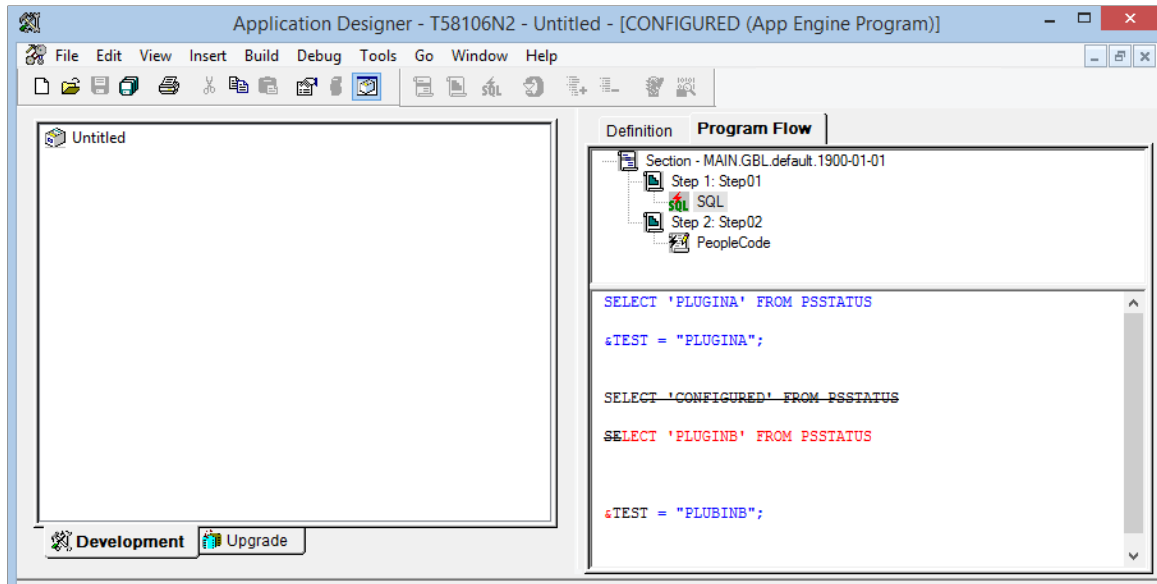 Application Designer - T58106N2 - Untitled - [CONFIGURED (App Engine Program)]
File Edit View Insert Build Debug Tools Go Window Help
Untitled
Development
Upgrade
Definition
Program Flow
Section - MAIN.GBL.default.1900-01-01
Step 1: Step01
SQL
Step 2: Step02
PeopleCode
SELECT 'PLUGINA' FROM PSSTATUS
&TEST = "PLUGINA";
SELECT 'CONFIGURED' FROM PSSTATUS
SELECT 'PLUGINB' FROM PSSTATUS
&TEST = "PLUBINB";